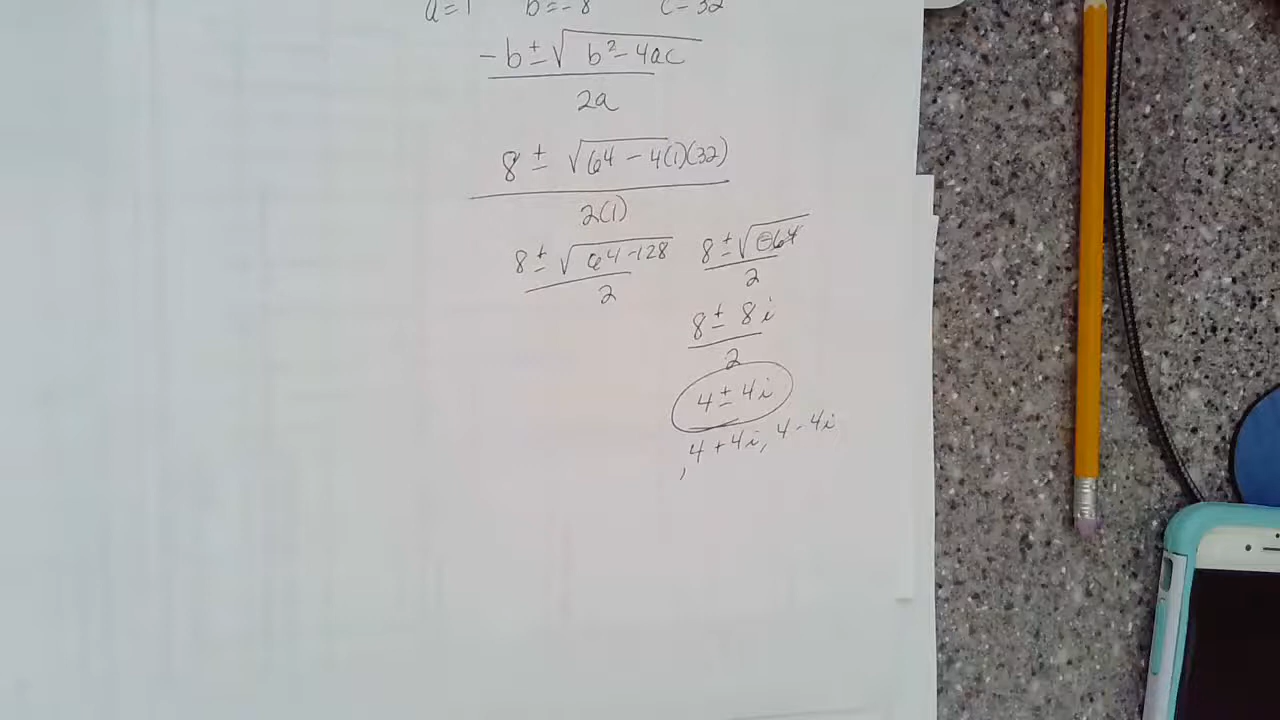 a = 1 b = -8 c - 32
-b ± √b² - 4ac
2a
8 ± √64 - 4(1)(32)
2(1)
8 ± √64 - 128
2
8 ± √-64
2
8 ± 8i
2
4 ± 4i
, 4 + 4i, 4 - 4i